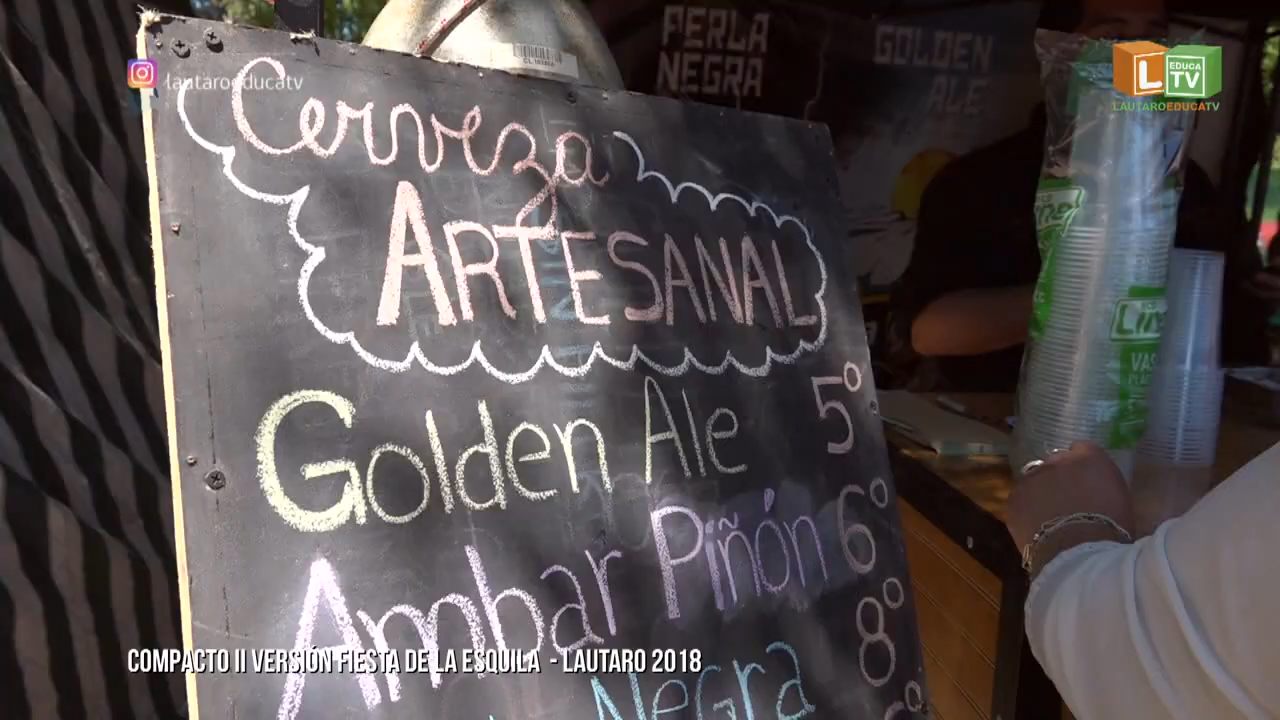 PERLA
NEGRA
GOLDEN
ALE
lautaroeducatv
L EDUCA TV
LAUTAROEDUCATV
Cerveza
ARTESANAL
Golden Ale 5°
Ambar Piñón 6°
8°
Negra
COMPACTO II VERSIÓN FIESTA DE LA ESQUILA - LAUTARO 2018